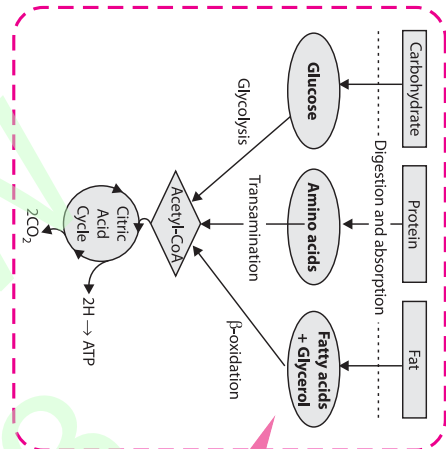 Carbohydrate
Protein
Fat
Digestion and absorption
Glucose
Amino acids
Fatty acids
+ Glycerol
Glycolysis
Transamination
β-oxidation
Acetyl-CoA
Citric
Acid
Cycle
2H → ATP
2CO₂